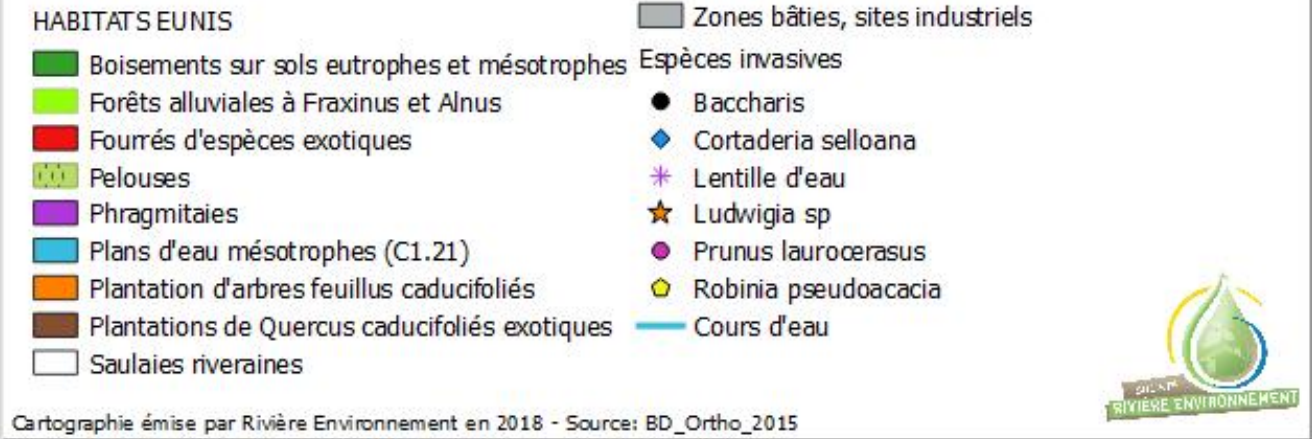 HABITATS EUNIS
Boisements sur sols eutrophes et mésotrophes
Forêts alluviales à Fraxinus et Alnus
Fourrés d'espèces exotiques
Pelouses
Phragmitaies
Plans d'eau mésotrophes (C1.21)
Plantation d'arbres feuillus caducifoliés
Plantations de Quercus caducifoliés exotiques
Saulaies riveraines
Zones bâties, sites industriels
Espèces invasives
Baccharis
Cortaderia selloana
Lentille d'eau
Ludwigia sp
Prunus laurocerasus
Robinia pseudoacacia
Cours d'eau
RIVIÈRE ENVIRONNEMENT
Cartographie émise par Rivière Environnement en 2018 - Source: BD_Ortho_2015